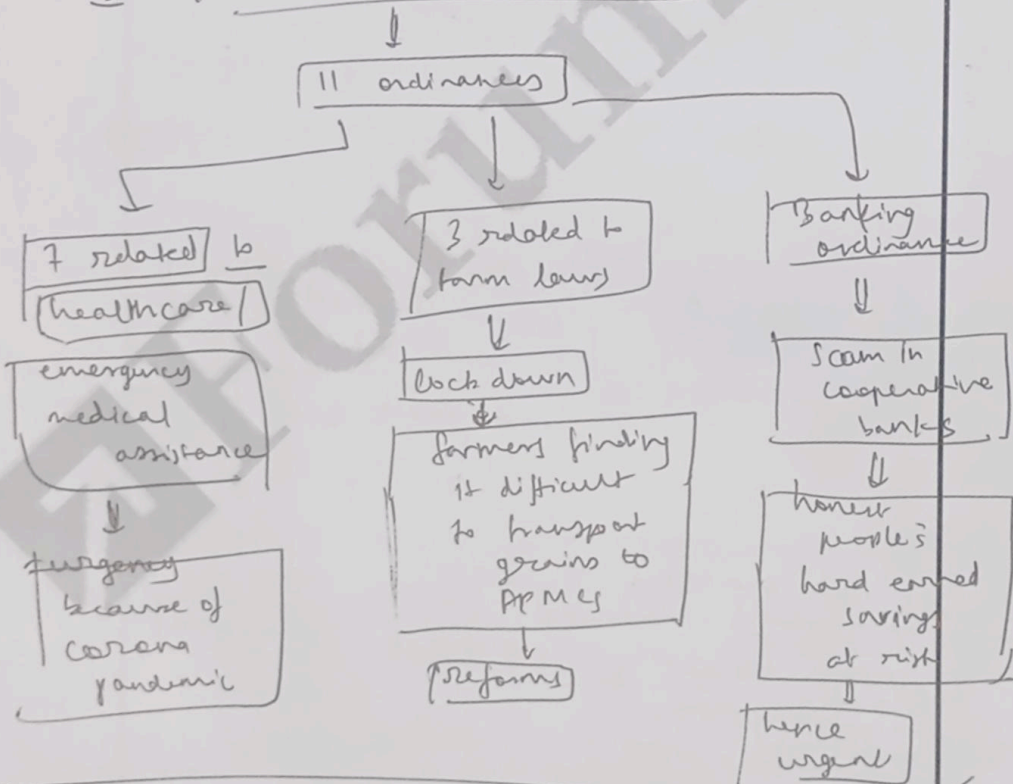 11 ordinances
7 related to
healthcare/
emergency
medical
assistance
urgency
because of
corona
pandemic
3 related to
farm laws
lock down
farmers finding
it difficult
to transport
grains to
APMCs
reforms
Banking
ordinance
Scam in
cooperative
banks
honest
people's
hard earned
savings
at risk
hence
urgent
Forum